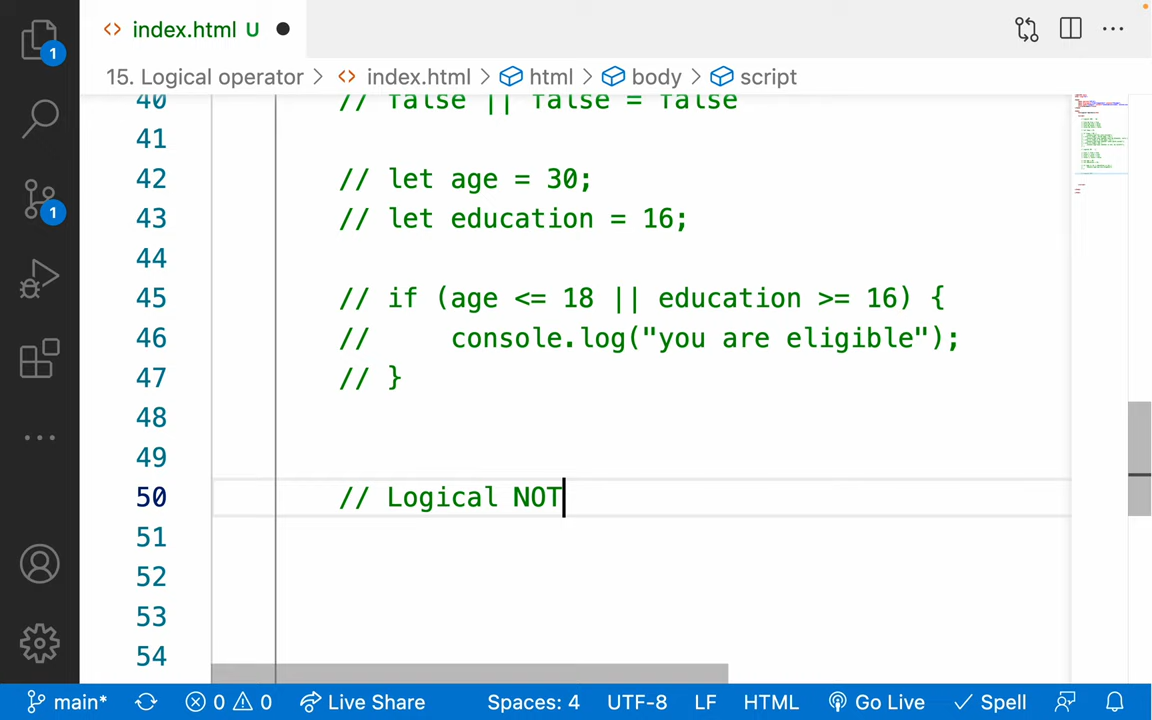 index.html U
15. Logical operator > index.html > html > body > script
40 // false || false = false
41
42 // let age = 30;
43 // let education = 16;
44
45 // if (age <= 18 || education >= 16) {
46 //     console.log("you are eligible");
47 // }
48
49
50 // Logical NOT
51
52
53
54
1
1
main* 0 0 Live Share Spaces: 4 UTF-8 LF HTML Go Live Spell